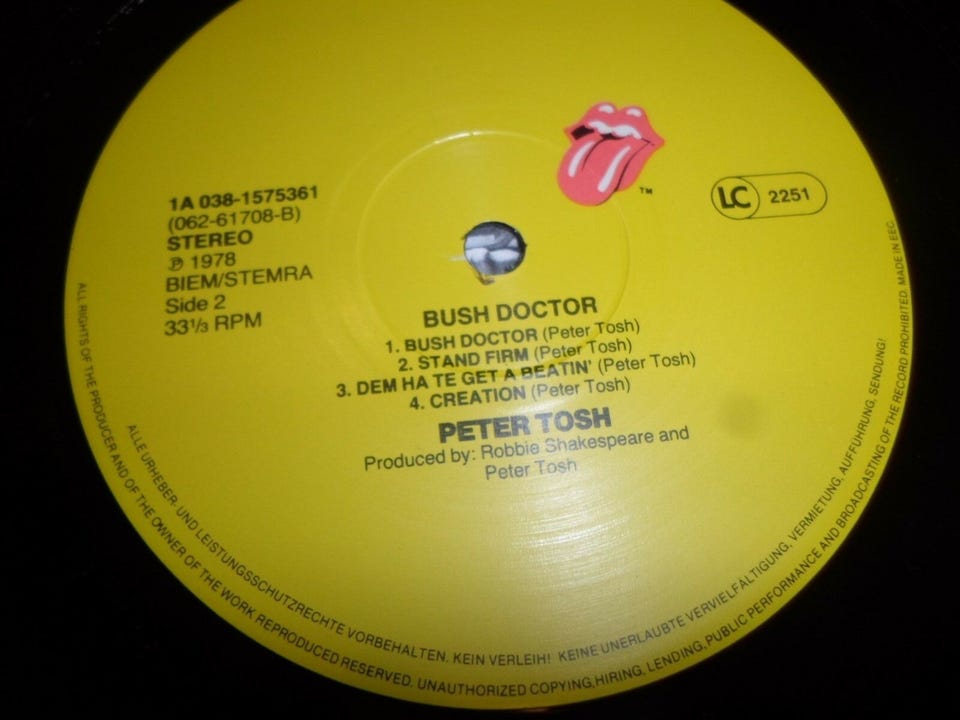 1A 038-1575361
(062-61708-B)
STEREO
℗ 1978
BIEM/STEMRA
Side 2
33⅓ RPM
TM
LC 2251
BUSH DOCTOR
1. BUSH DOCTOR (Peter Tosh)
2. STAND FIRM (Peter Tosh)
3. DEM HA TE GET A BEATIN' (Peter Tosh)
4. CREATION (Peter Tosh)
PETER TOSH
Produced by: Robbie Shakespeare and
Peter Tosh
ALLE URHEBER- UND LEISTUNGSSCHUTZRECHTE VORBEHALTEN. KEIN VERLEIH! KEINE UNERLAUBTE VERVIELFÄLTIGUNG, VERMIETUNG, AUFFÜHRUNG, SENDUNG!
ALL RIGHTS OF THE PRODUCER AND OF THE OWNER OF THE WORK REPRODUCED RESERVED. UNAUTHORIZED COPYING, HIRING, LENDING, PUBLIC PERFORMANCE AND BROADCASTING OF THE RECORD PROHIBITED. MADE IN EEC